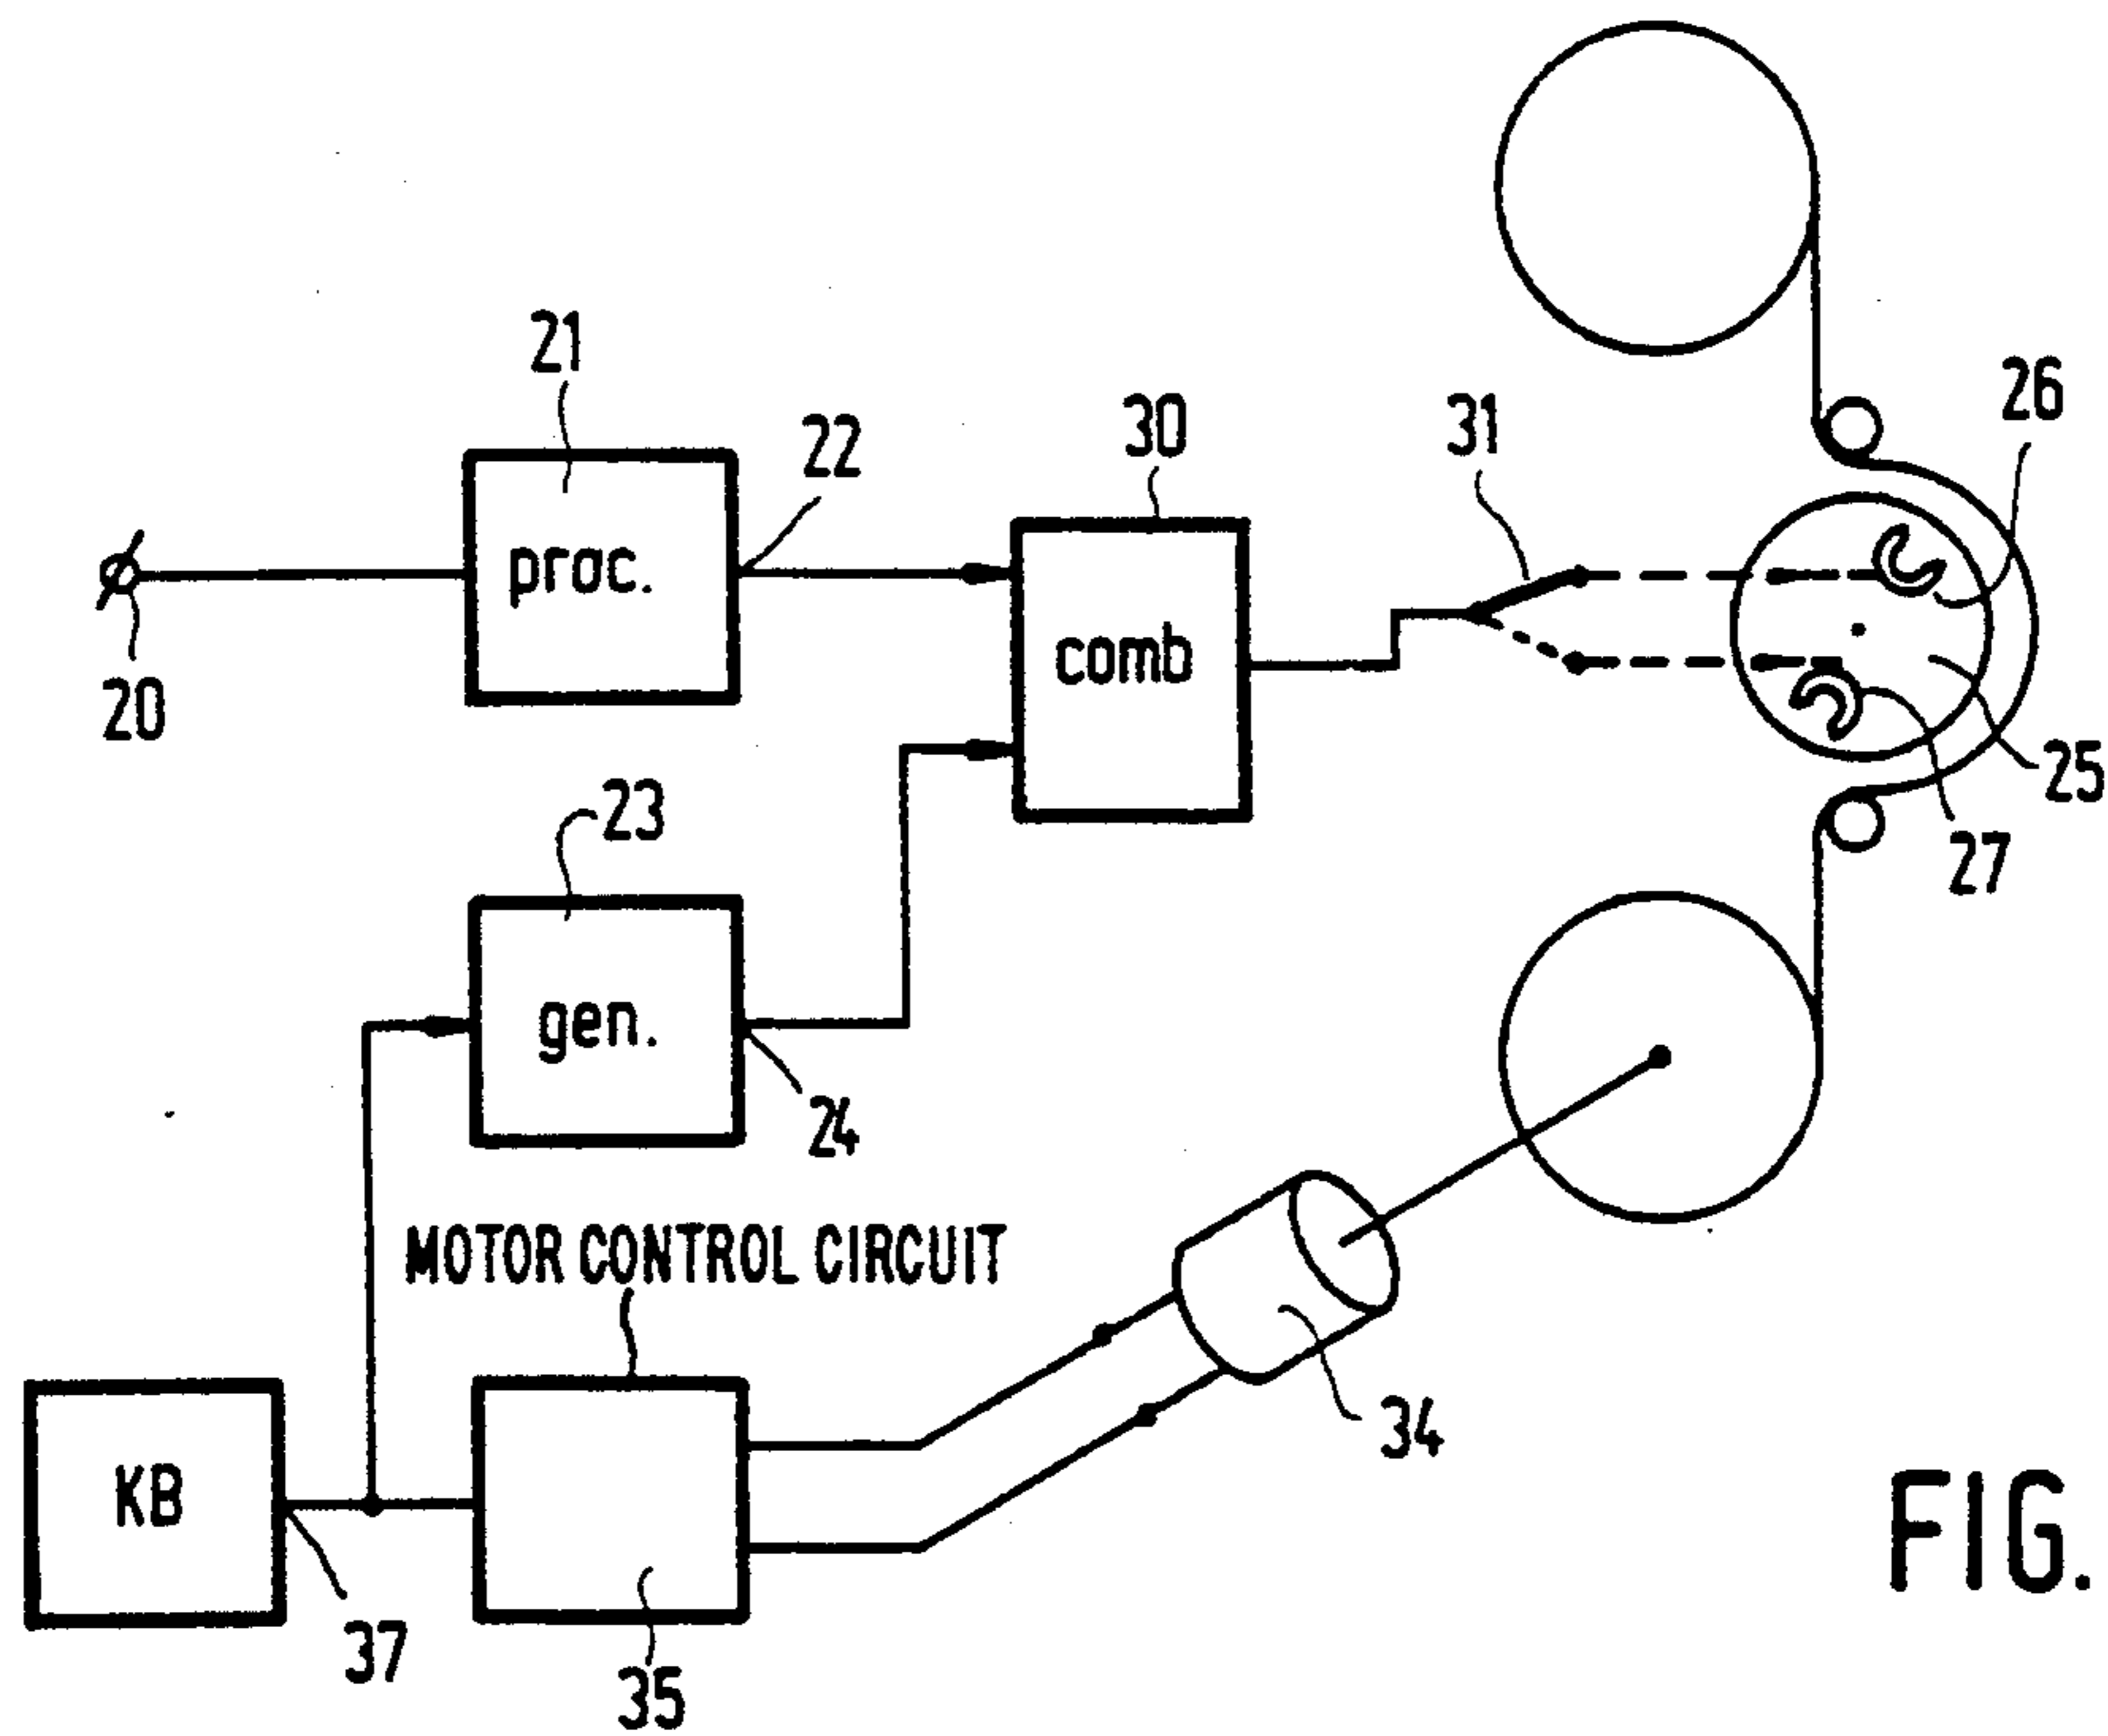 21
22
30
31
26
proc.
comb
20
25
23
27
gen.
24
MOTOR CONTROL CIRCUIT
34
KB
37
35
FIG.